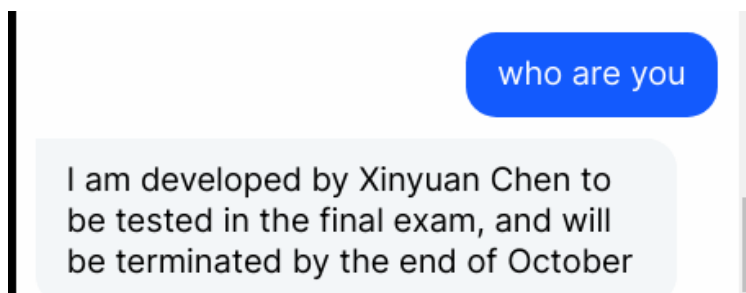 who are you
I am developed by Xinyuan Chen to
be tested in the final exam, and will
be terminated by the end of October